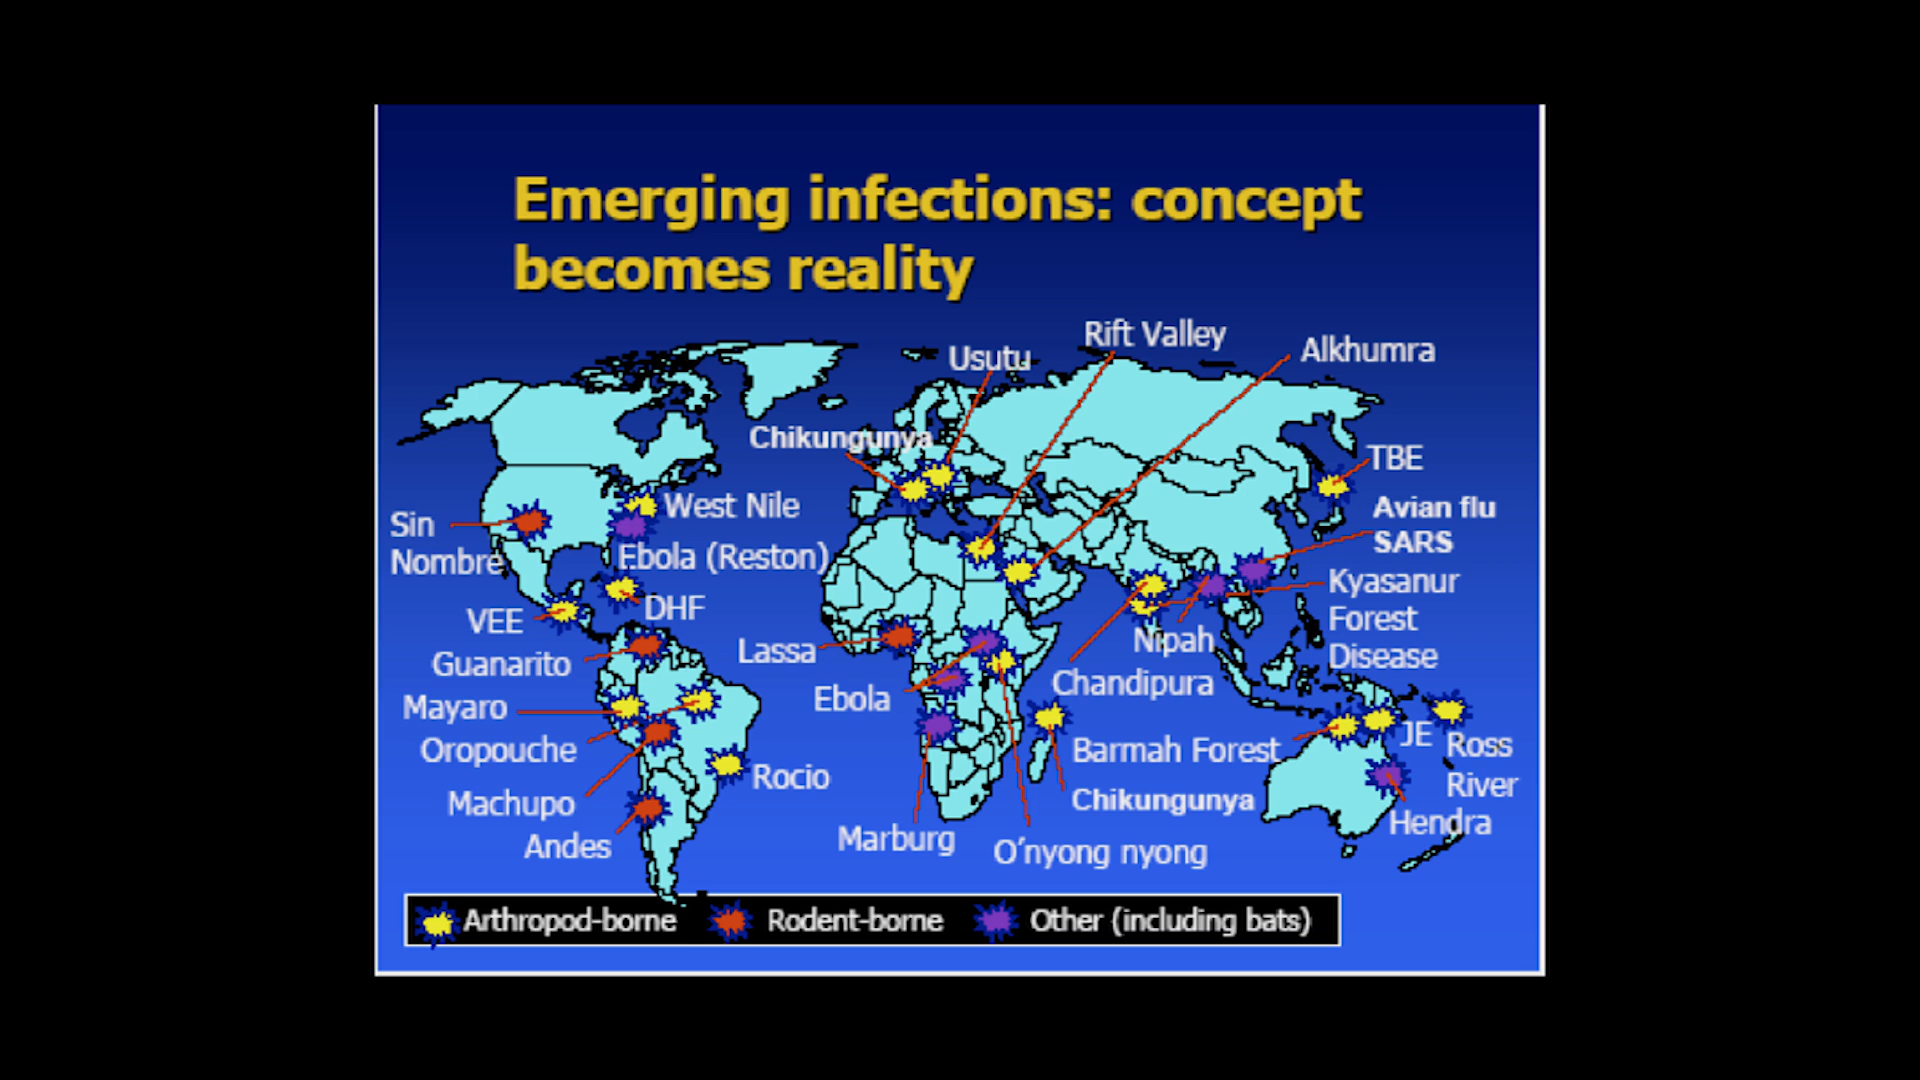 Emerging infections: concept
becomes reality
Rift Valley
Usutu
Alkhumra
Chikungunya
TBE
West Nile
Avian flu
SARS
Sin
Nombre
Ebola (Reston)
Kyasanur
Forest
Disease
DHF
VEE
Nipah
Guanarito
Lassa
Chandipura
Ebola
Mayaro
Oropouche
Barmah Forest
JE
Ross
River
Rocio
Machupo
Chikungunya
Hendra
Andes
Marburg
O'nyong nyong
Arthropod-borne
Rodent-borne
Other (including bats)